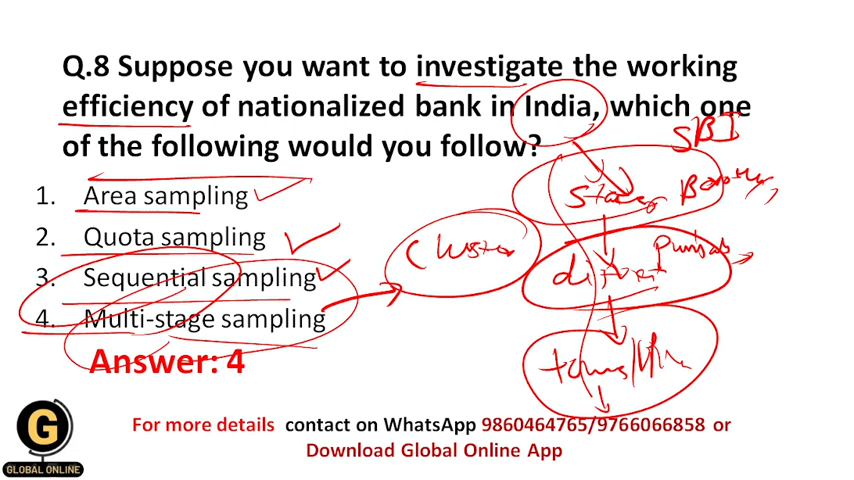 Q.8 Suppose you want to investigate the working
efficiency of nationalized bank in India, which one
of the following would you follow?
SBI
1. Area sampling
2. Quota sampling
3. Sequential sampling
4. Multi-stage sampling
Answer: 4
Cluster
For more details contact on WhatsApp 9860464765/9766066858 or
Download Global Online App
G
GLOBAL ONLINE